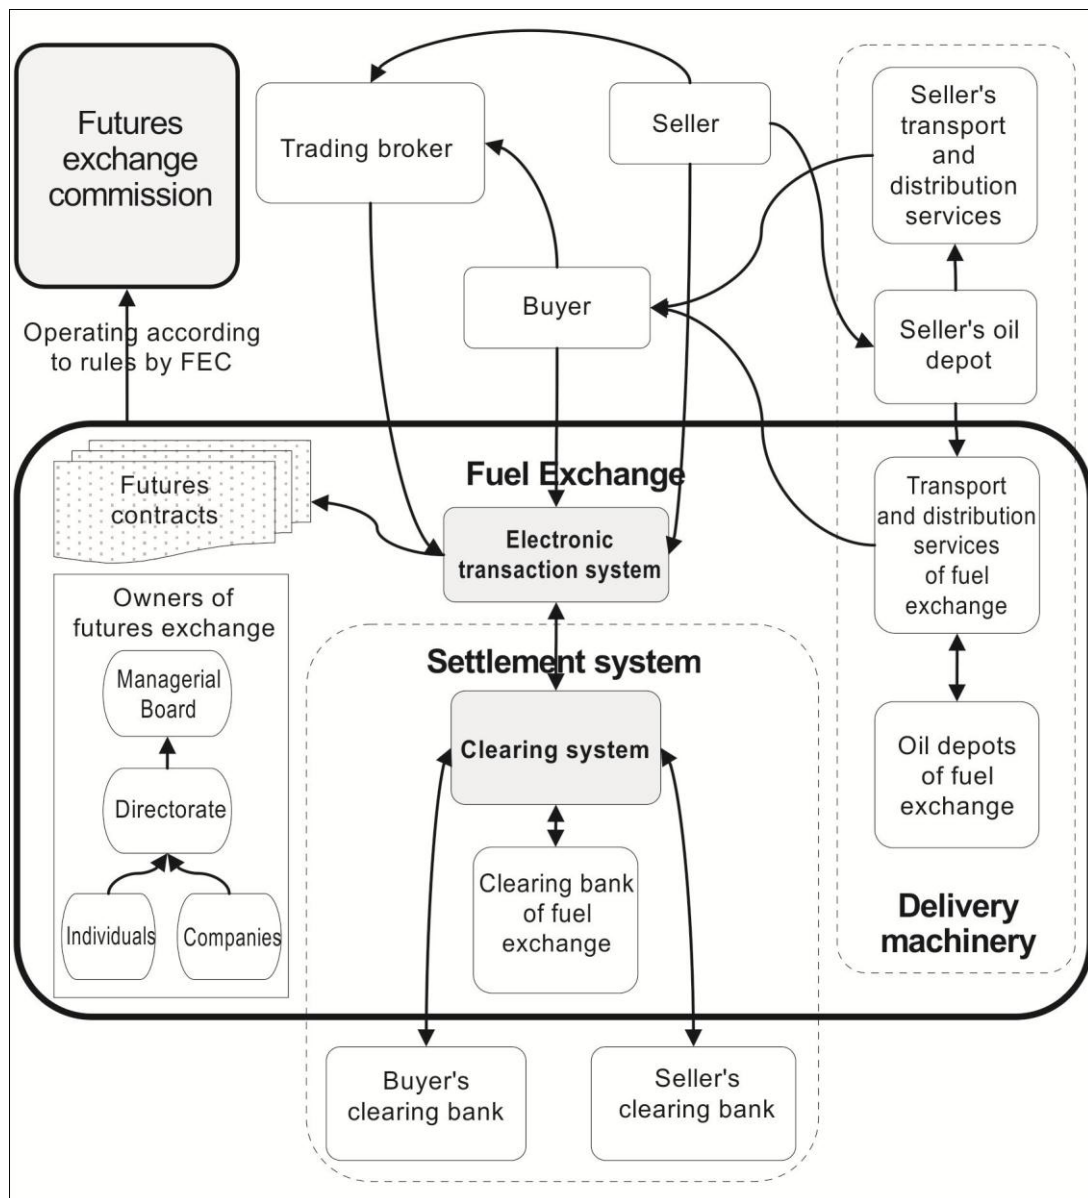 Futures
exchange
commission
Trading broker
Seller
Seller's
transport
and
distribution
services
Buyer
Seller's oil
depot
Operating according
to rules by FEC
Fuel Exchange
Futures
contracts
Electronic
transaction system
Transport
and distribution
services
of fuel
exchange
Owners of
futures exchange
Managerial
Board
Directorate
Individuals
Companies
Settlement system
Clearing system
Clearing bank
of fuel
exchange
Oil depots
of fuel
exchange
Delivery
machinery
Buyer's
clearing bank
Seller's
clearing bank